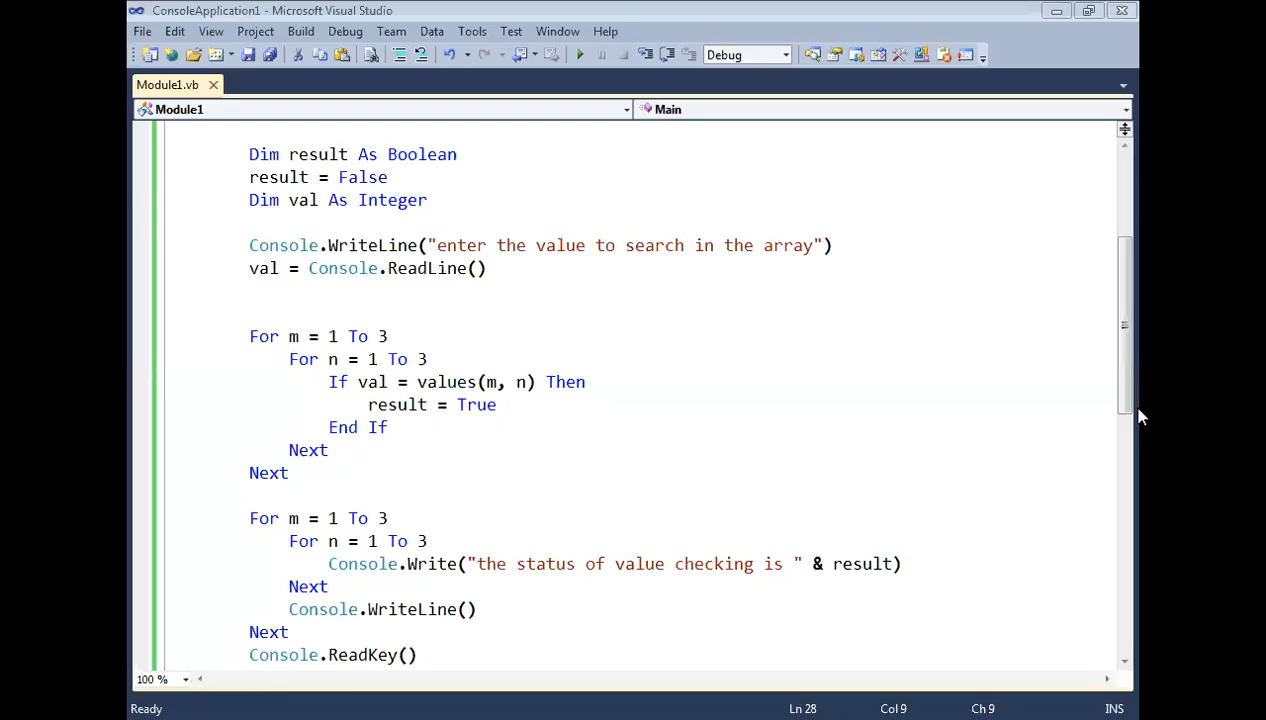 ConsoleApplication1 - Microsoft Visual Studio
File Edit View Project Build Debug Team Data Tools Test Window Help
Debug
Module1.vb
Module1 Main
Dim result As Boolean
result = False
Dim val As Integer
Console.WriteLine("enter the value to search in the array")
val = Console.ReadLine()
For m = 1 To 3
For n = 1 To 3
If val = values(m, n) Then
result = True
End If
Next
Next
For m = 1 To 3
For n = 1 To 3
Console.Write("the status of value checking is " & result)
Next
Console.WriteLine()
Next
Console.ReadKey()
100 %
Ready Ln 28 Col 9 Ch 9 INS